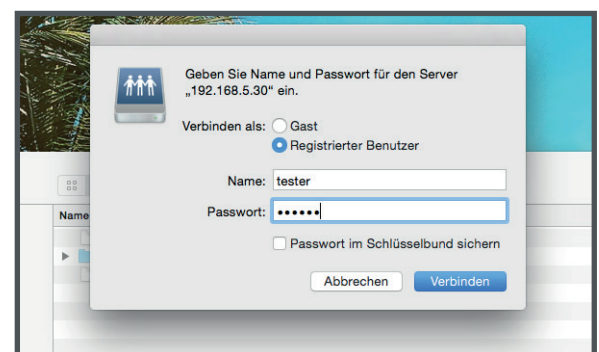 Geben Sie Name und Passwort für den Server
„192.168.5.30“ ein.
Verbinden als: Gast
Registrierter Benutzer
Name: tester
Passwort: ••••••
Passwort im Schlüsselbund sichern
Abbrechen Verbinden
Name